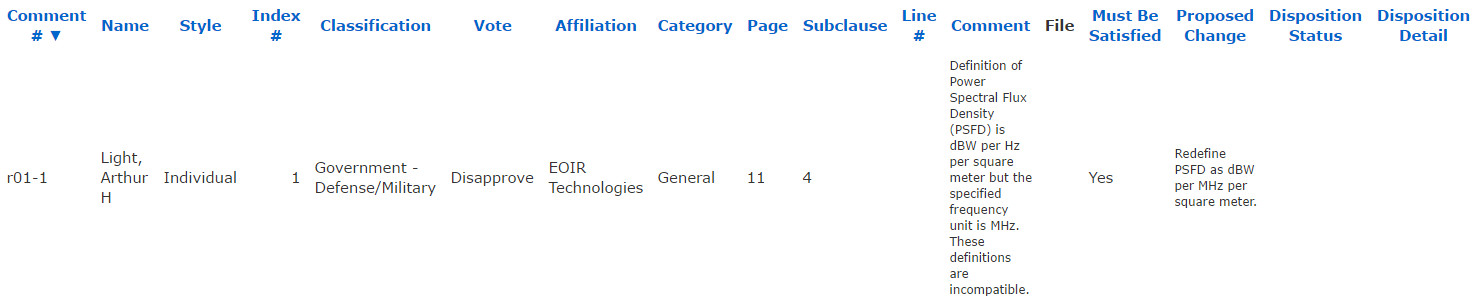 Comment # ▼ Name Style Index # Classification Vote Affiliation Category Page Subclause Line # Comment File Must Be Satisfied Proposed Change Disposition Status Disposition Detail
r01-1
Light,
Arthur
H
Individual
1
Government -
Defense/Military
Disapprove
EOIR
Technologies
General
11
4
Definition of
Power
Spectral Flux
Density
(PSFD) is
dBW per Hz
per square
meter but the
specified
frequency
unit is MHz.
These
definitions
are
incompatible.
Yes
Redefine
PSFD as dBW
per MHz per
square meter.